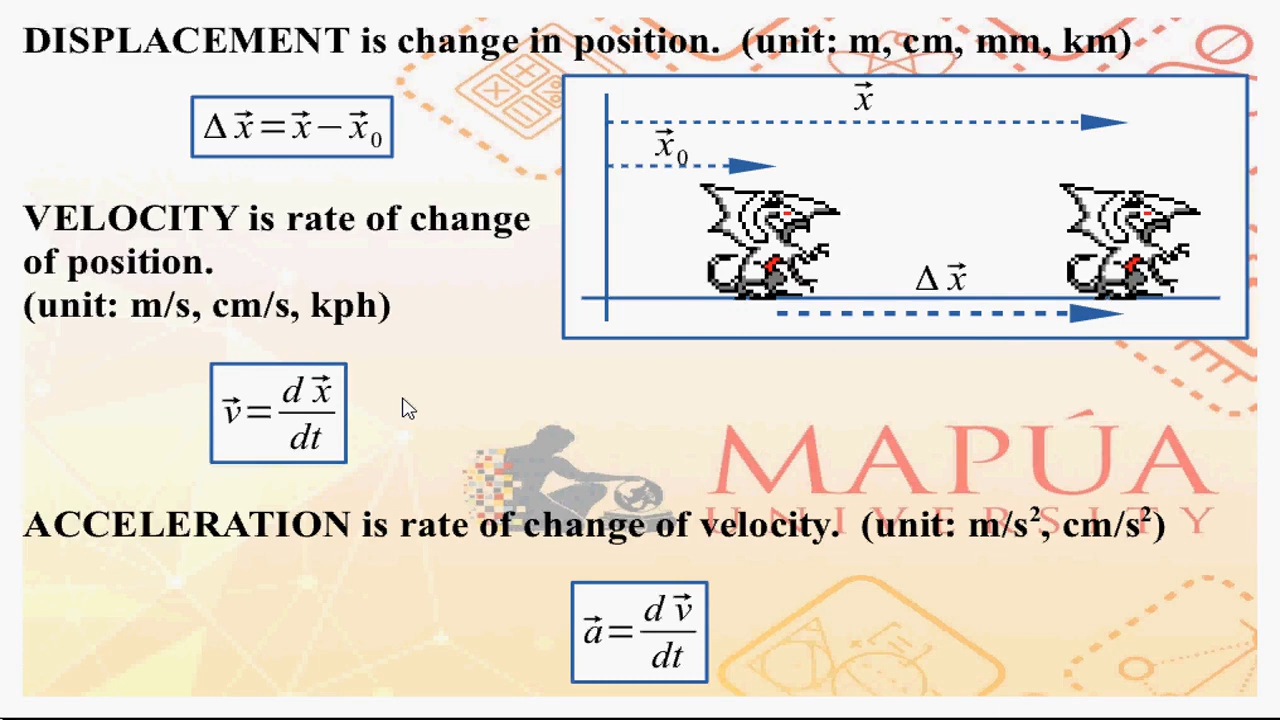 DISPLACEMENT is change in position. (unit: m, cm, mm, km)
Δx⃗ = x⃗ − x⃗₀
x⃗
x⃗₀
Δx⃗
VELOCITY is rate of change
of position.
(unit: m/s, cm/s, kph)
v⃗ = dx⃗/dt
MAPÚA
UNIVERSITY
ACCELERATION is rate of change of velocity. (unit: m/s², cm/s²)
a⃗ = dv⃗/dt